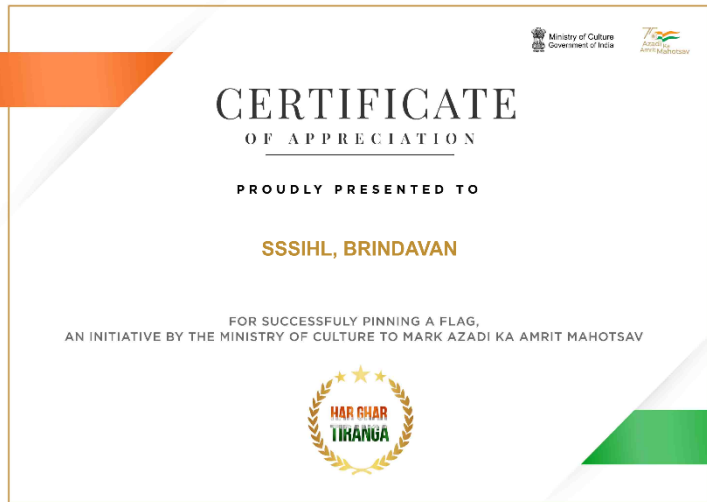 Ministry of Culture
Government of India
75
Azadi Ka
Amrit Mahotsav
CERTIFICATE
OF APPRECIATION
PROUDLY PRESENTED TO
SSSIHL, BRINDAVAN
FOR SUCCESSFULY PINNING A FLAG,
AN INITIATIVE BY THE MINISTRY OF CULTURE TO MARK AZADI KA AMRIT MAHOTSAV
HAR GHAR
TIRANGA